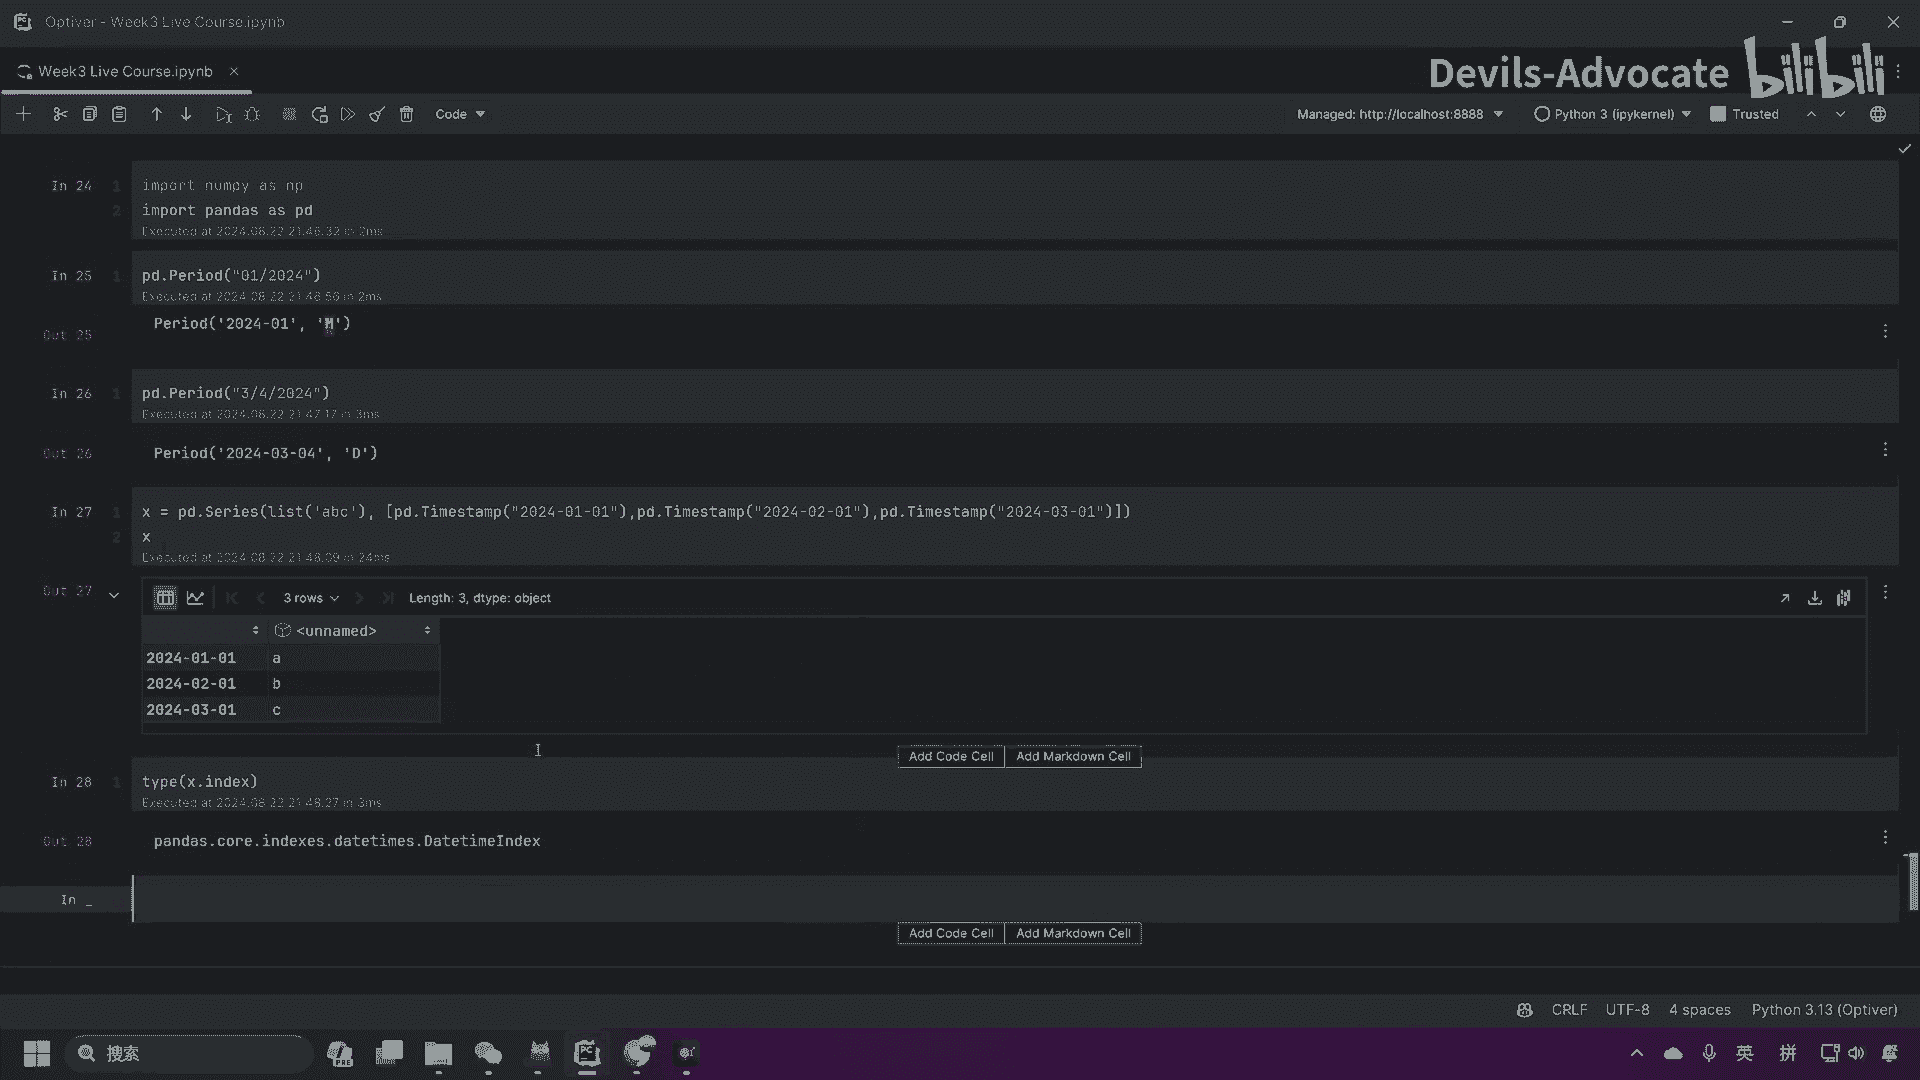 Optiver - Week3 Live Course.ipynb
Week3 Live Course.ipynb
Devils-Advocate bilibili
Code
Managed: http://localhost:8888
Python 3 (ipykernel)
Trusted
In 24
1 import numpy as np
2 import pandas as pd
Executed at 2024.08.22 21:46:32 in 2ms
In 25
1 pd.Period("01/2024")
Executed at 2024.08.22 21:46:56 in 2ms
Out 25
Period('2024-01', 'M')
In 26
1 pd.Period("3/4/2024")
Executed at 2024.08.22 21:47:17 in 3ms
Out 26
Period('2024-03-04', 'D')
In 27
1 x = pd.Series(list('abc'), [pd.Timestamp("2024-01-01"),pd.Timestamp("2024-02-01"),pd.Timestamp("2024-03-01")])
2 x
Executed at 2024.08.22 21:48:09 in 24ms
Out 27
3 rows
Length: 3, dtype: object
<unnamed>
2024-01-01 a
2024-02-01 b
2024-03-01 c
Add Code Cell Add Markdown Cell
In 28
1 type(x.index)
Executed at 2024.08.22 21:48:27 in 3ms
Out 28
pandas.core.indexes.datetimes.DatetimeIndex
In _
Add Code Cell Add Markdown Cell
CRLF UTF-8 4 spaces Python 3.13 (Optiver)
搜索
英
拼